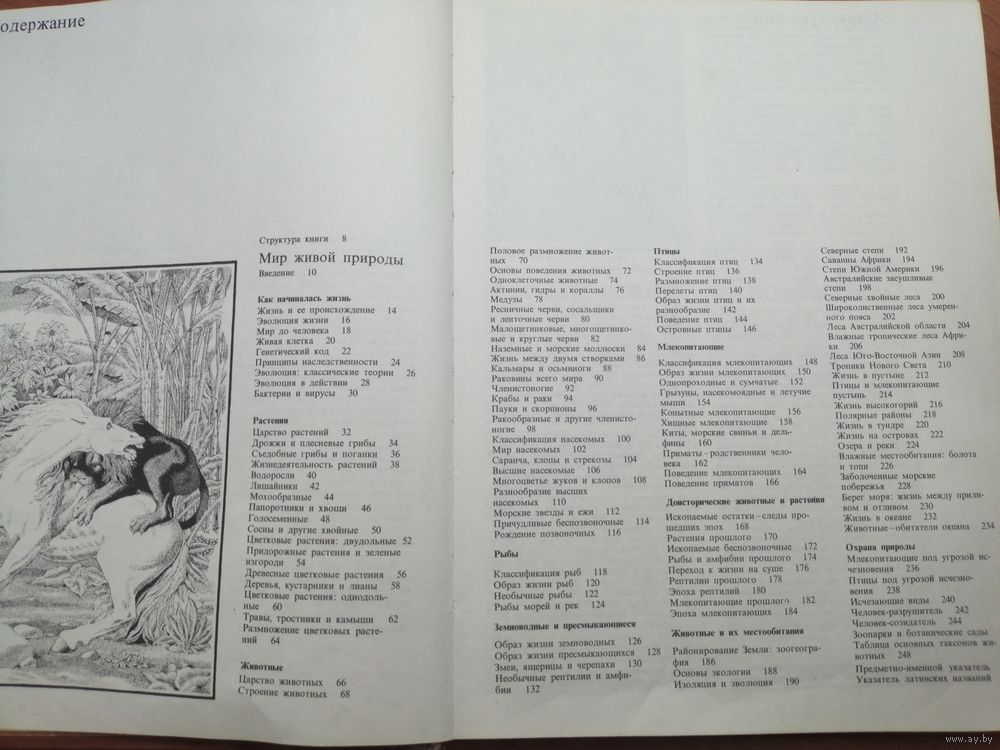 одержание
Структура книги 8
Мир живой природы
Введение 10
Как начиналась жизнь
Жизнь и ее происхождение 14
Эволюция жизни 16
Мир до человека 18
Живая клетка 20
Генетический код 22
Принципы наследственности 24
Эволюция: классические теории 26
Эволюция в действии 28
Бактерии и вирусы 30
Растения
Царство растений 32
Дрожжи и плесневые грибы 34
Съедобные грибы и поганки 36
Жизнедеятельность растений 38
Водоросли 40
Лишайники 42
Мохообразные 44
Папоротники и хвощи 46
Голосеменные 48
Сосны и другие хвойные 50
Цветковые растения: двудольные 52
Придорожные растения и зеленые
изгороди 54
Древесные цветковые растения 56
Деревья, кустарники и лианы 58
Цветковые растения: однодоль-
ные 60
Травы, тростники и камыши 62
Размножение цветковых расте-
ний 64
Животные
Царство животных 66
Строение животных 68
Половое размножение живот-
ных 70
Основы поведения животных 72
Одноклеточные животные 74
Актинии, гидры и кораллы 76
Медузы 78
Ресничные черви, сосальщики
и ленточные черви 80
Малощетинковые, многощетинко-
вые и круглые черви 82
Наземные и морские моллюски 84
Жизнь между двумя створками 86
Кальмары и осьминоги 88
Раковины всего мира 90
Членистоногие 92
Крабы и раки 94
Пауки и скорпионы 96
Ракообразные и другие членисто-
ногие 98
Классификация насекомых 100
Мир насекомых 102
Саранча, клопы и стрекозы 104
Высшие насекомые 106
Многоцветье жуков и клопов 108
Разнообразие высших
насекомых 110
Морские звезды и ежи 112
Причудливые беспозвоночные 114
Рождение позвоночных 116
Рыбы
Классификация рыб 118
Образ жизни рыб 120
Необычные рыбы 122
Рыбы морей и рек 124
Земноводные и пресмыкающиеся
Образ жизни земноводных 126
Образ жизни пресмыкающихся 128
Змеи, ящерицы и черепахи 130
Необычные рептилии и амфи-
бии 132
Птицы
Классификация птиц 134
Строение птиц 136
Размножение птиц 138
Перелеты птиц 140
Образ жизни птиц и их
разнообразие 142
Поведение птиц 144
Островные птицы 146
Млекопитающие
Классификация млекопитающих 148
Образ жизни млекопитающих 150
Однопроходные и сумчатые 152
Грызуны, насекомоядные и летучие
мыши 154
Копытные млекопитающие 156
Хищные млекопитающие 158
Киты, морские свиньи и дель-
фины 160
Приматы–родственники чело-
века 162
Поведение млекопитающих 164
Поведение приматов 166
Доисторические животные и растения
Ископаемые остатки–следы про-
шедших эпох 168
Растения прошлого 170
Ископаемые беспозвоночные 172
Рыбы и амфибии прошлого 174
Переход к жизни на суше 176
Рептилии прошлого 178
Эпоха рептилий 180
Млекопитающие прошлого 182
Эпоха млекопитающих 184
Животные и их местообитания
Районирование Земли: зоогеогра-
фия 186
Основы экологии 188
Изоляция и эволюция 190
Северные степи 192
Саванны Африки 194
Степи Южной Америки 196
Австралийские засушливые
степи 198
Северные хвойные леса 200
Широколиственные леса умерен-
ного пояса 202
Леса Австралийской области 204
Влажные тропические леса Афри-
ки 206
Леса Юго-Восточной Азии 208
Тропики Нового Света 210
Жизнь в пустыне 212
Птицы и млекопитающие
пустынь 214
Жизнь высокогорий 216
Полярные районы 218
Жизнь в тундре 220
Жизнь на островах 222
Озера и реки 224
Влажные местообитания: болота
и топи 226
Заболоченные морские
побережья 228
Берег моря: жизнь между прили-
вом и отливом 230
Жизнь в океане 232
Животные–обитатели океана 234
Охрана природы
Млекопитающие под угрозой ис-
чезновения 236
Птицы под угрозой исчезно-
вения 238
Исчезающие виды 240
Человек-разрушитель 242
Человек-созидатель 244
Зоопарки и ботанические сады
Таблица основных таксонов жи-
вотных 248
Предметно-именной указатель
Указатель латинских названий
www.ay.by